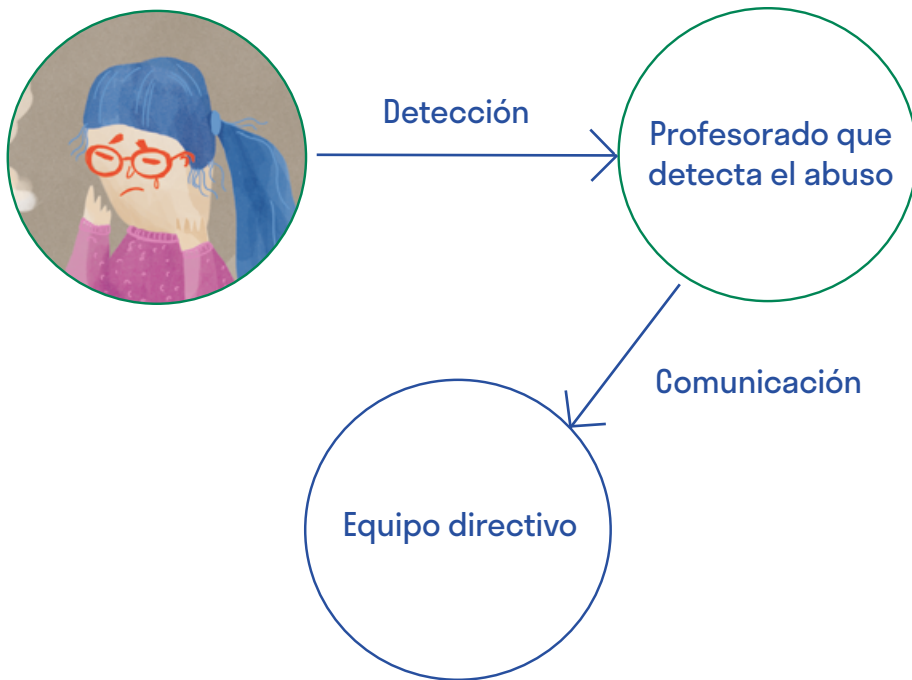 Detección
Profesorado que
detecta el abuso
Comunicación
Equipo directivo